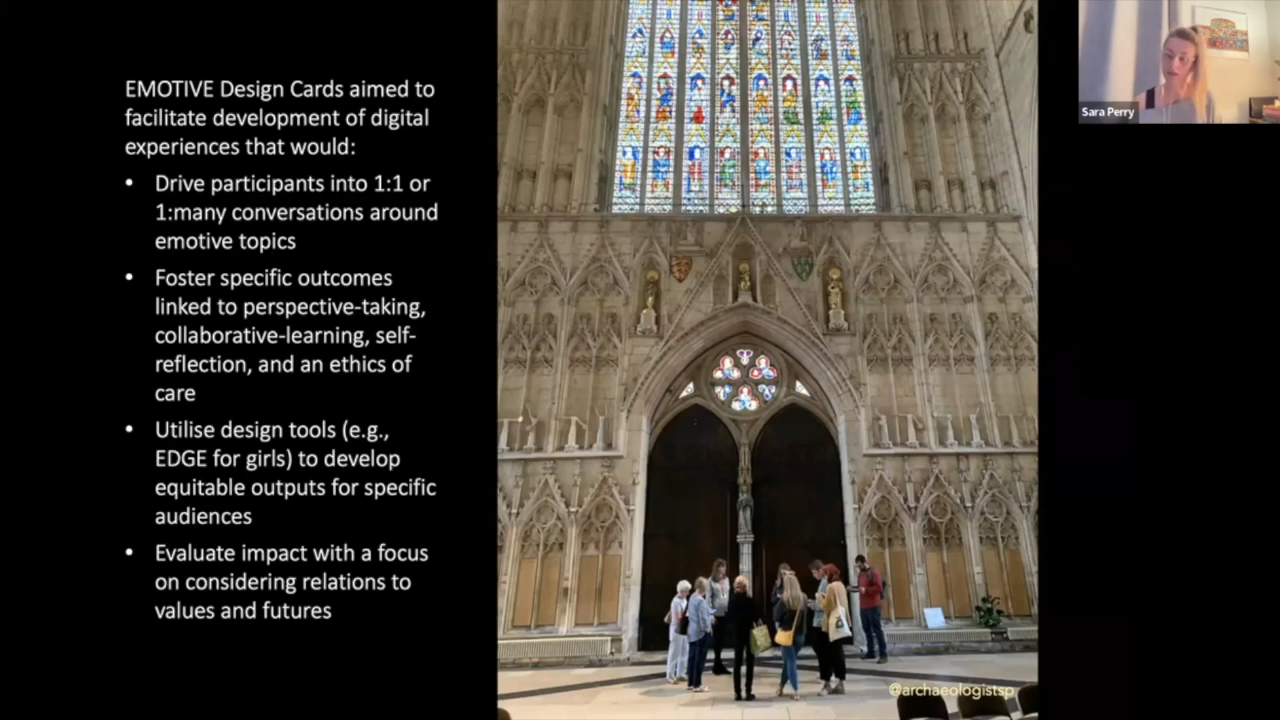 EMOTIVE Design Cards aimed to
facilitate development of digital
experiences that would:
• Drive participants into 1:1 or
1:many conversations around
emotive topics
• Foster specific outcomes
linked to perspective-taking,
collaborative-learning, self-
reflection, and an ethics of
care
• Utilise design tools (e.g.,
EDGE for girls) to develop
equitable outputs for specific
audiences
• Evaluate impact with a focus
on considering relations to
values and futures
@archaeologistsp
Sara Perry